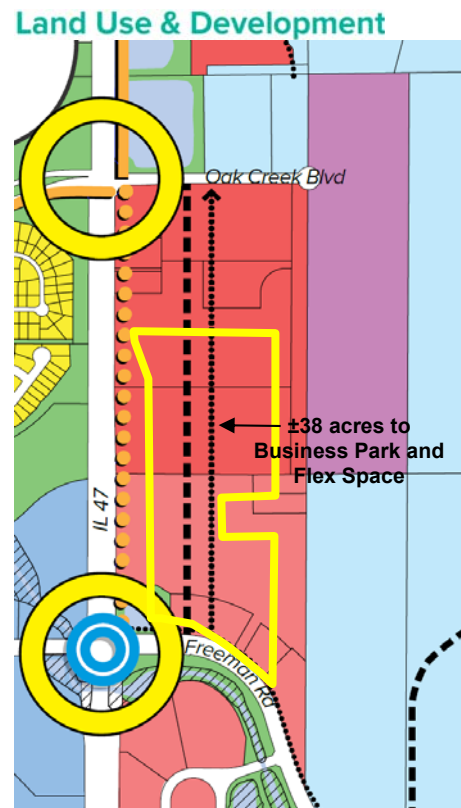 Land Use & Development
Oak Creek Blvd
±38 acres to
Business Park and
Flex Space
IL 47
Freeman Rd